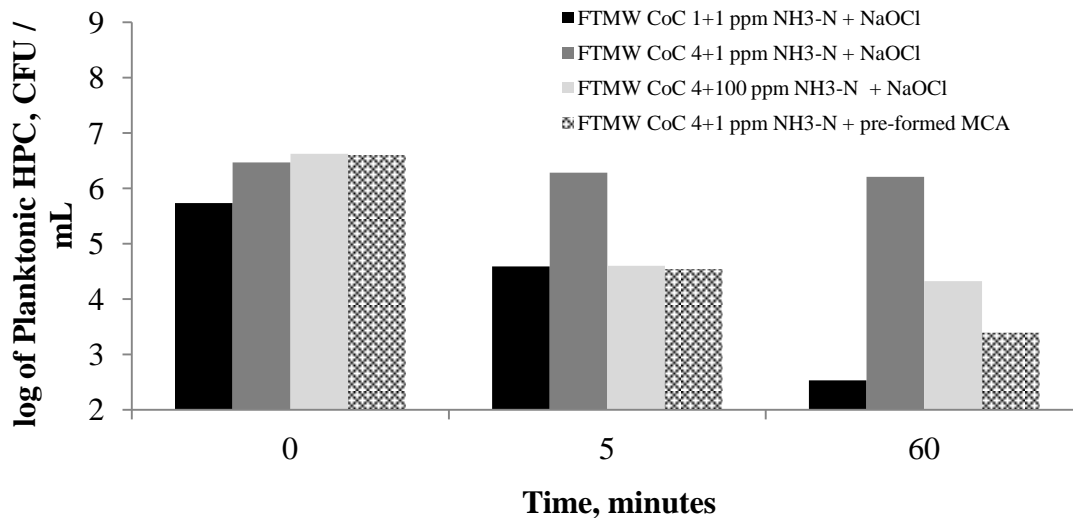 log of Planktonic HPC, CFU /
mL
9
8
7
6
5
4
3
2
FTMW CoC 1+1 ppm NH3-N + NaOCl
FTMW CoC 4+1 ppm NH3-N + NaOCl
FTMW CoC 4+100 ppm NH3-N + NaOCl
FTMW CoC 4+1 ppm NH3-N + pre-formed MCA
0 5 60
Time, minutes